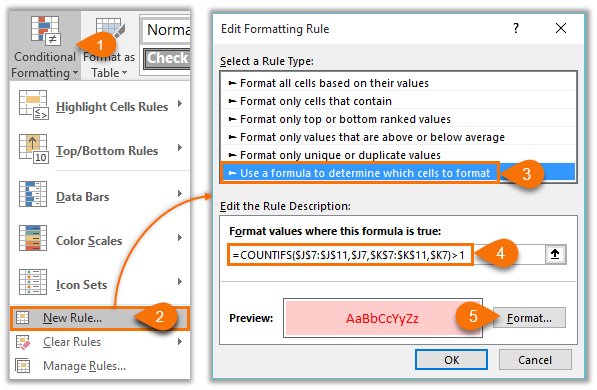 Conditional Formatting
Format as Table
Normal
Check
1
Highlight Cells Rules
Top/Bottom Rules
10
Data Bars
Color Scales
Icon Sets
New Rule...
2
Clear Rules
Manage Rules...
Edit Formatting Rule
?
Select a Rule Type:
► Format all cells based on their values
► Format only cells that contain
► Format only top or bottom ranked values
► Format only values that are above or below average
► Format only unique or duplicate values
► Use a formula to determine which cells to format
3
Edit the Rule Description:
Format values where this formula is true:
=COUNTIFS($J$7:$J$11,$J7,$K$7:$K$11,$K7)>1
4
Preview:
AaBbCcYyZz
5
Format...
OK
Cancel